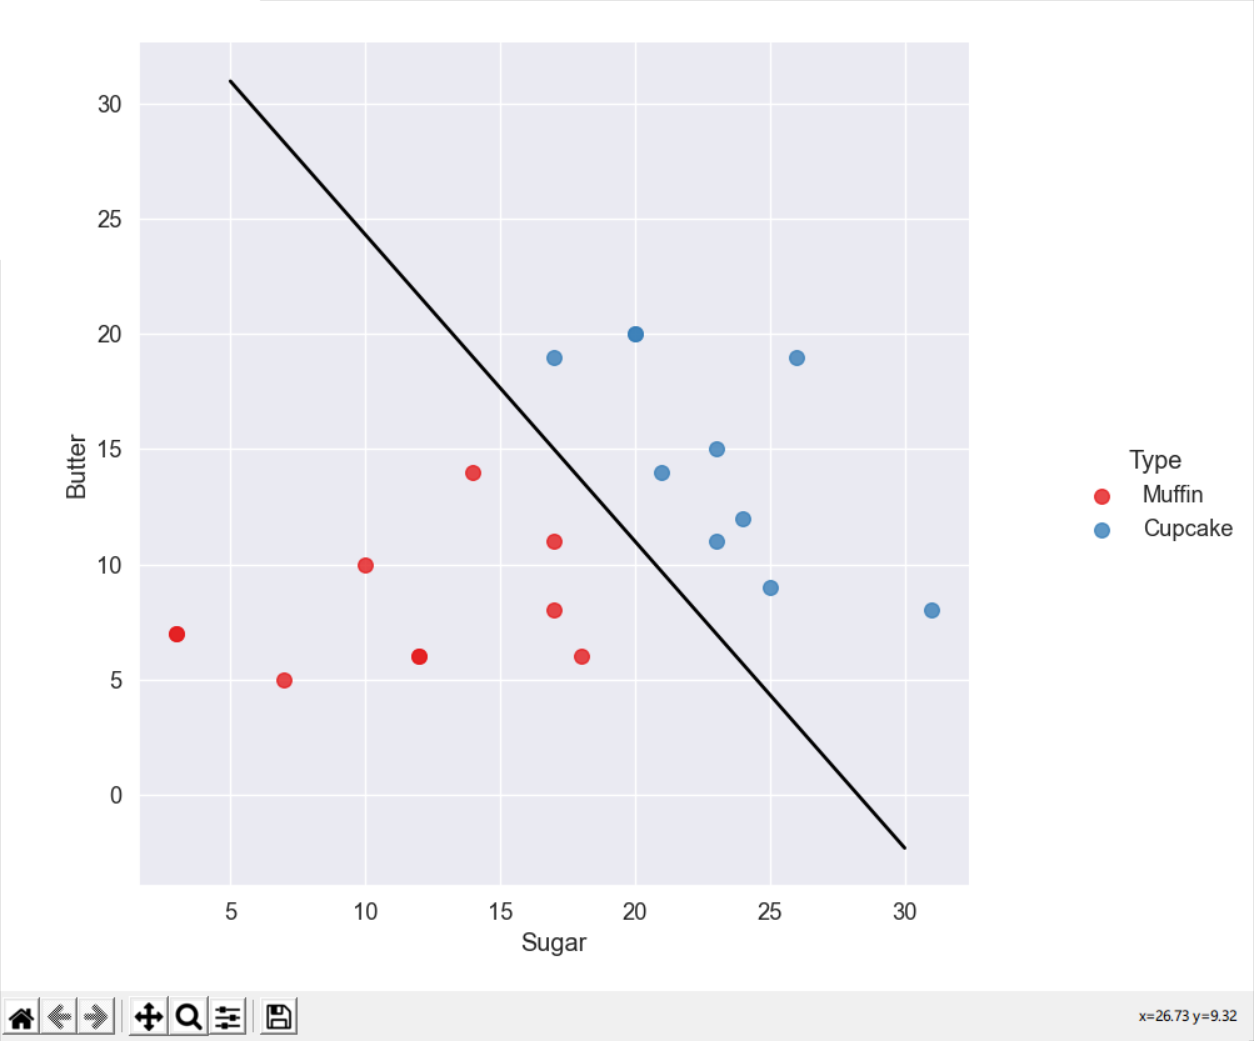 30
25
20
15
10
5
0
Butter
5 10 15 20 25 30
Sugar
Type
Muffin
Cupcake
x=26.73 y=9.32